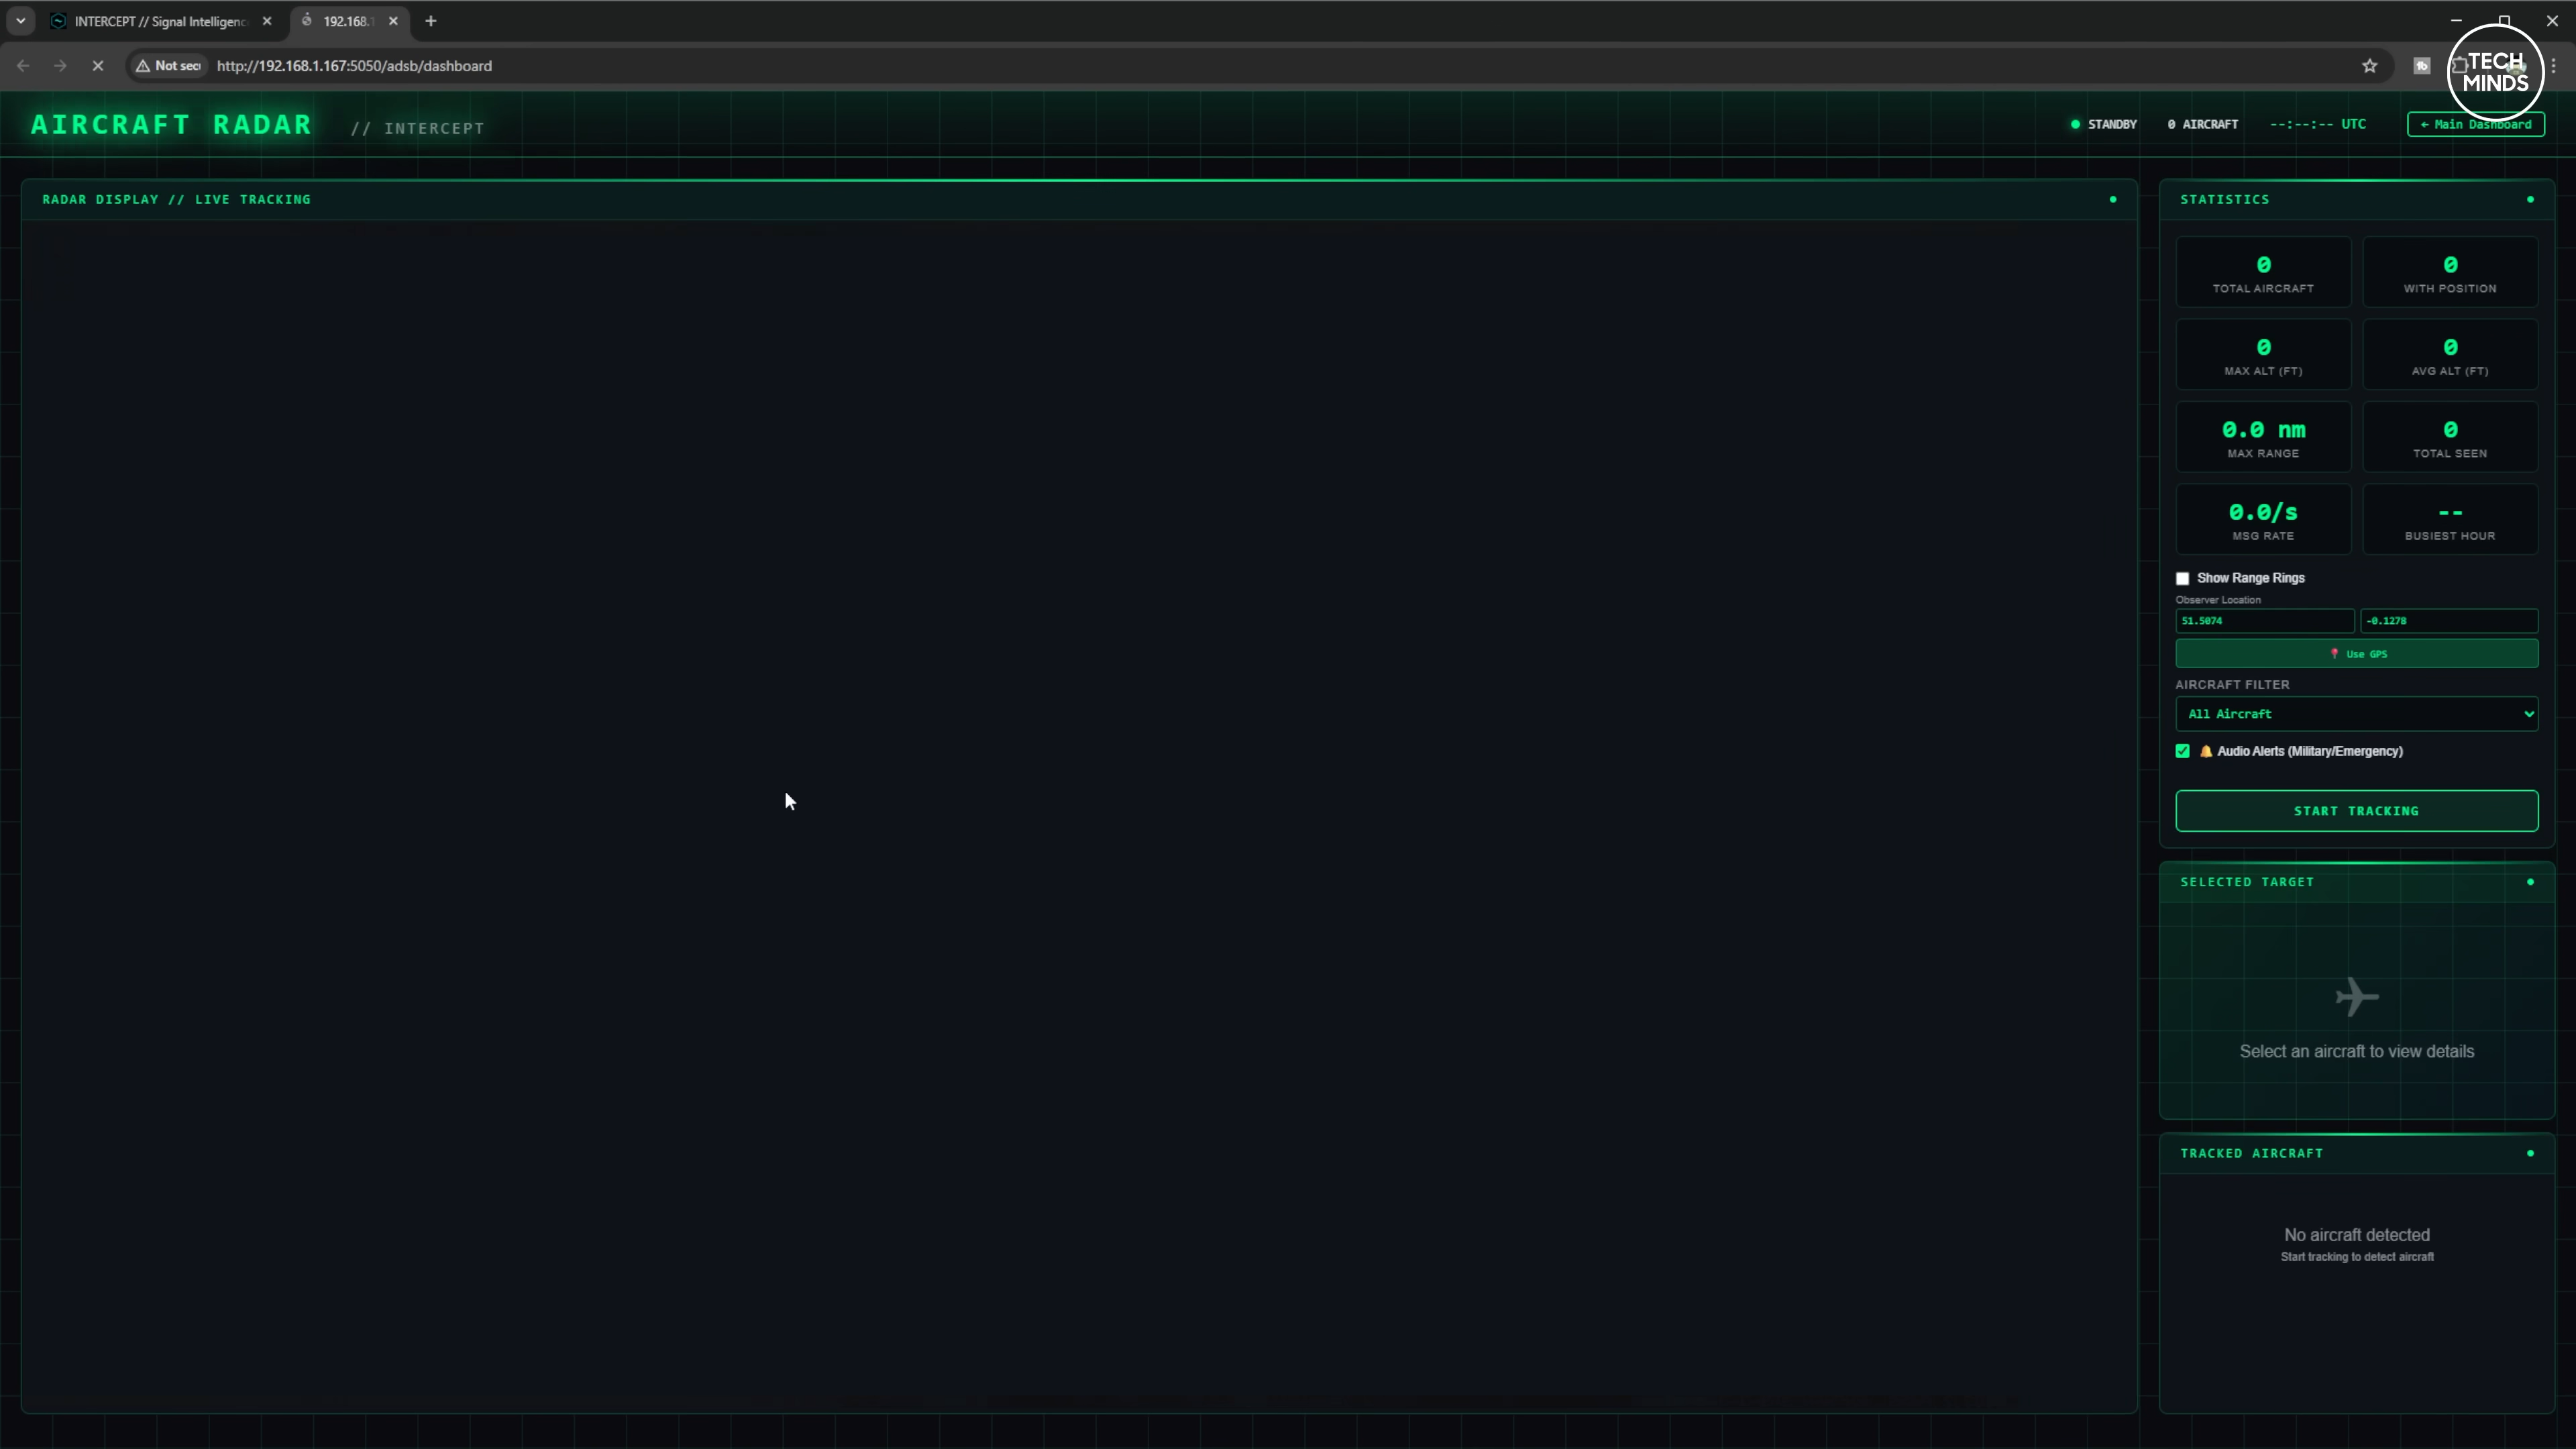 INTERCEPT // Signal Intelligenc
192.168.1
Not sec
http://192.168.1.167:5050/adsb/dashboard
TECH
MINDS
AIRCRAFT RADAR // INTERCEPT
STANDBY
0 AIRCRAFT
--:--:-- UTC
← Main Dashboard
RADAR DISPLAY // LIVE TRACKING
STATISTICS
0
TOTAL AIRCRAFT
0
WITH POSITION
0
MAX ALT (FT)
0
AVG ALT (FT)
0.0 nm
MAX RANGE
0
TOTAL SEEN
0.0/s
MSG RATE
--
BUSIEST HOUR
Show Range Rings
Observer Location
51.5074
-0.1278
📍 Use GPS
AIRCRAFT FILTER
All Aircraft
🔔 Audio Alerts (Military/Emergency)
START TRACKING
SELECTED TARGET
Select an aircraft to view details
TRACKED AIRCRAFT
No aircraft detected
Start tracking to detect aircraft